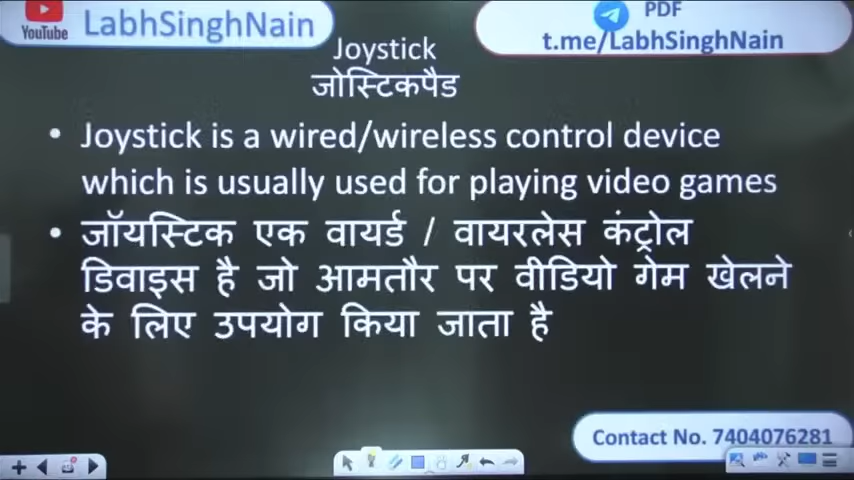 YouTube
LabhSinghNain
PDF
t.me/LabhSinghNain
Joystick
जोस्टिकपैड
• Joystick is a wired/wireless control device
which is usually used for playing video games
• जॉयस्टिक एक वायर्ड / वायरलेस कंट्रोल
डिवाइस है जो आमतौर पर वीडियो गेम खेलने
के लिए उपयोग किया जाता है
Contact No. 7404076281